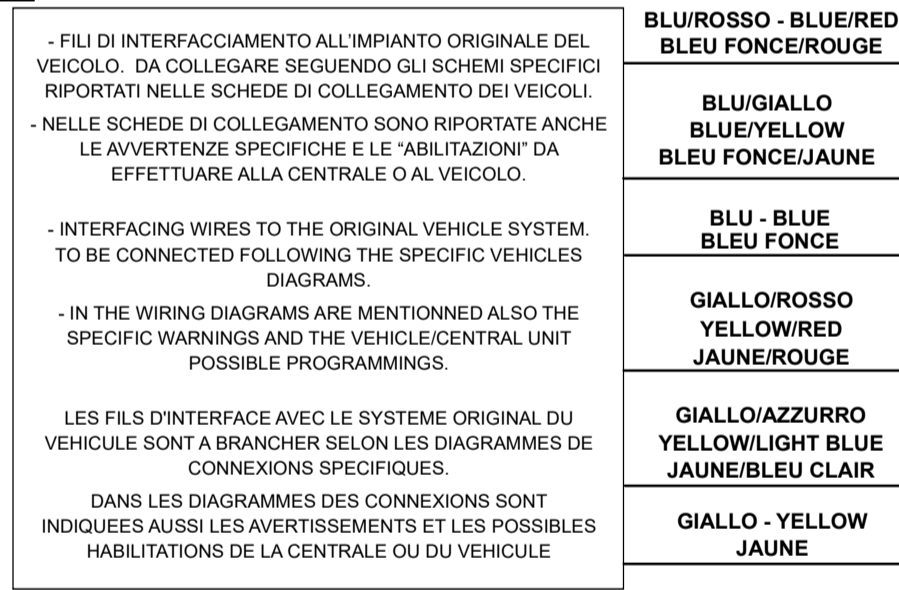 - FILI DI INTERFACCIAMENTO ALL'IMPIANTO ORIGINALE DEL
VEICOLO. DA COLLEGARE SEGUENDO GLI SCHEMI SPECIFICI
RIPORTATI NELLE SCHEDE DI COLLEGAMENTO DEI VEICOLI.
- NELLE SCHEDE DI COLLEGAMENTO SONO RIPORTATE ANCHE
LE AVVERTENZE SPECIFICHE E LE “ABILITAZIONI” DA
EFFETTUARE ALLA CENTRALE O AL VEICOLO.
- INTERFACING WIRES TO THE ORIGINAL VEHICLE SYSTEM.
TO BE CONNECTED FOLLOWING THE SPECIFIC VEHICLES
DIAGRAMS.
- IN THE WIRING DIAGRAMS ARE MENTIONNED ALSO THE
SPECIFIC WARNINGS AND THE VEHICLE/CENTRAL UNIT
POSSIBLE PROGRAMMINGS.
LES FILS D'INTERFACE AVEC LE SYSTEME ORIGINAL DU
VEHICULE SONT A BRANCHER SELON LES DIAGRAMMES DE
CONNEXIONS SPECIFIQUES.
DANS LES DIAGRAMMES DES CONNEXIONS SONT
INDIQUEES AUSSI LES AVERTISSEMENTS ET LES POSSIBLES
HABILITATIONS DE LA CENTRALE OU DU VEHICULE
BLU/ROSSO - BLUE/RED
BLEU FONCE/ROUGE
BLU/GIALLO
BLUE/YELLOW
BLEU FONCE/JAUNE
BLU - BLUE
BLEU FONCE
GIALLO/ROSSO
YELLOW/RED
JAUNE/ROUGE
GIALLO/AZZURRO
YELLOW/LIGHT BLUE
JAUNE/BLEU CLAIR
GIALLO - YELLOW
JAUNE